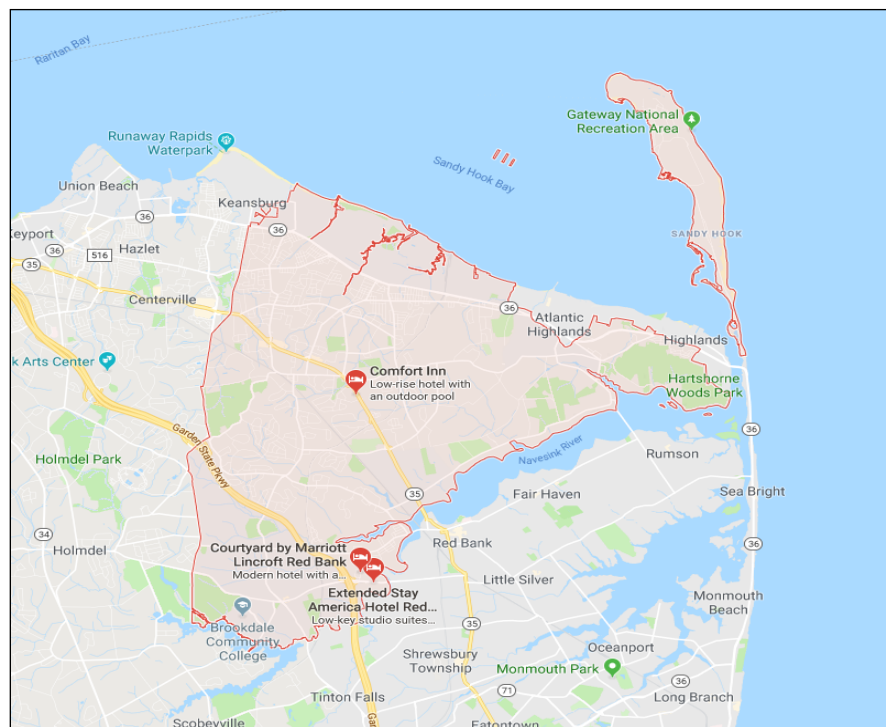 Raritan Bay
Runaway Rapids
Waterpark
Gateway National
Recreation Area
Sandy Hook Bay
Union Beach
Keansburg
36
Keyport
36
516
Hazlet
36
35
SANDY HOOK
Centerville
36
Atlantic
Highlands
Highlands
k Arts Center
Comfort Inn
Low-rise hotel with
an outdoor pool
Hartshorne
Woods Park
Garden State Pkwy
36
Holmdel Park
Navesink River
Rumson
35
Fair Haven
Sea Bright
34
Holmdel
Courtyard by Marriott
Lincroft Red Bank
Modern hotel with a...
Red Bank
36
Little Silver
Extended Stay
America Hotel Red...
Low-key studio suites...
Monmouth
Beach
Brookdale
Community
College
35
Shrewsbury
Township
Oceanport
Monmouth Park
36
71
Tinton Falls
Long Branch
Scobeyville
Eatontown
Ga